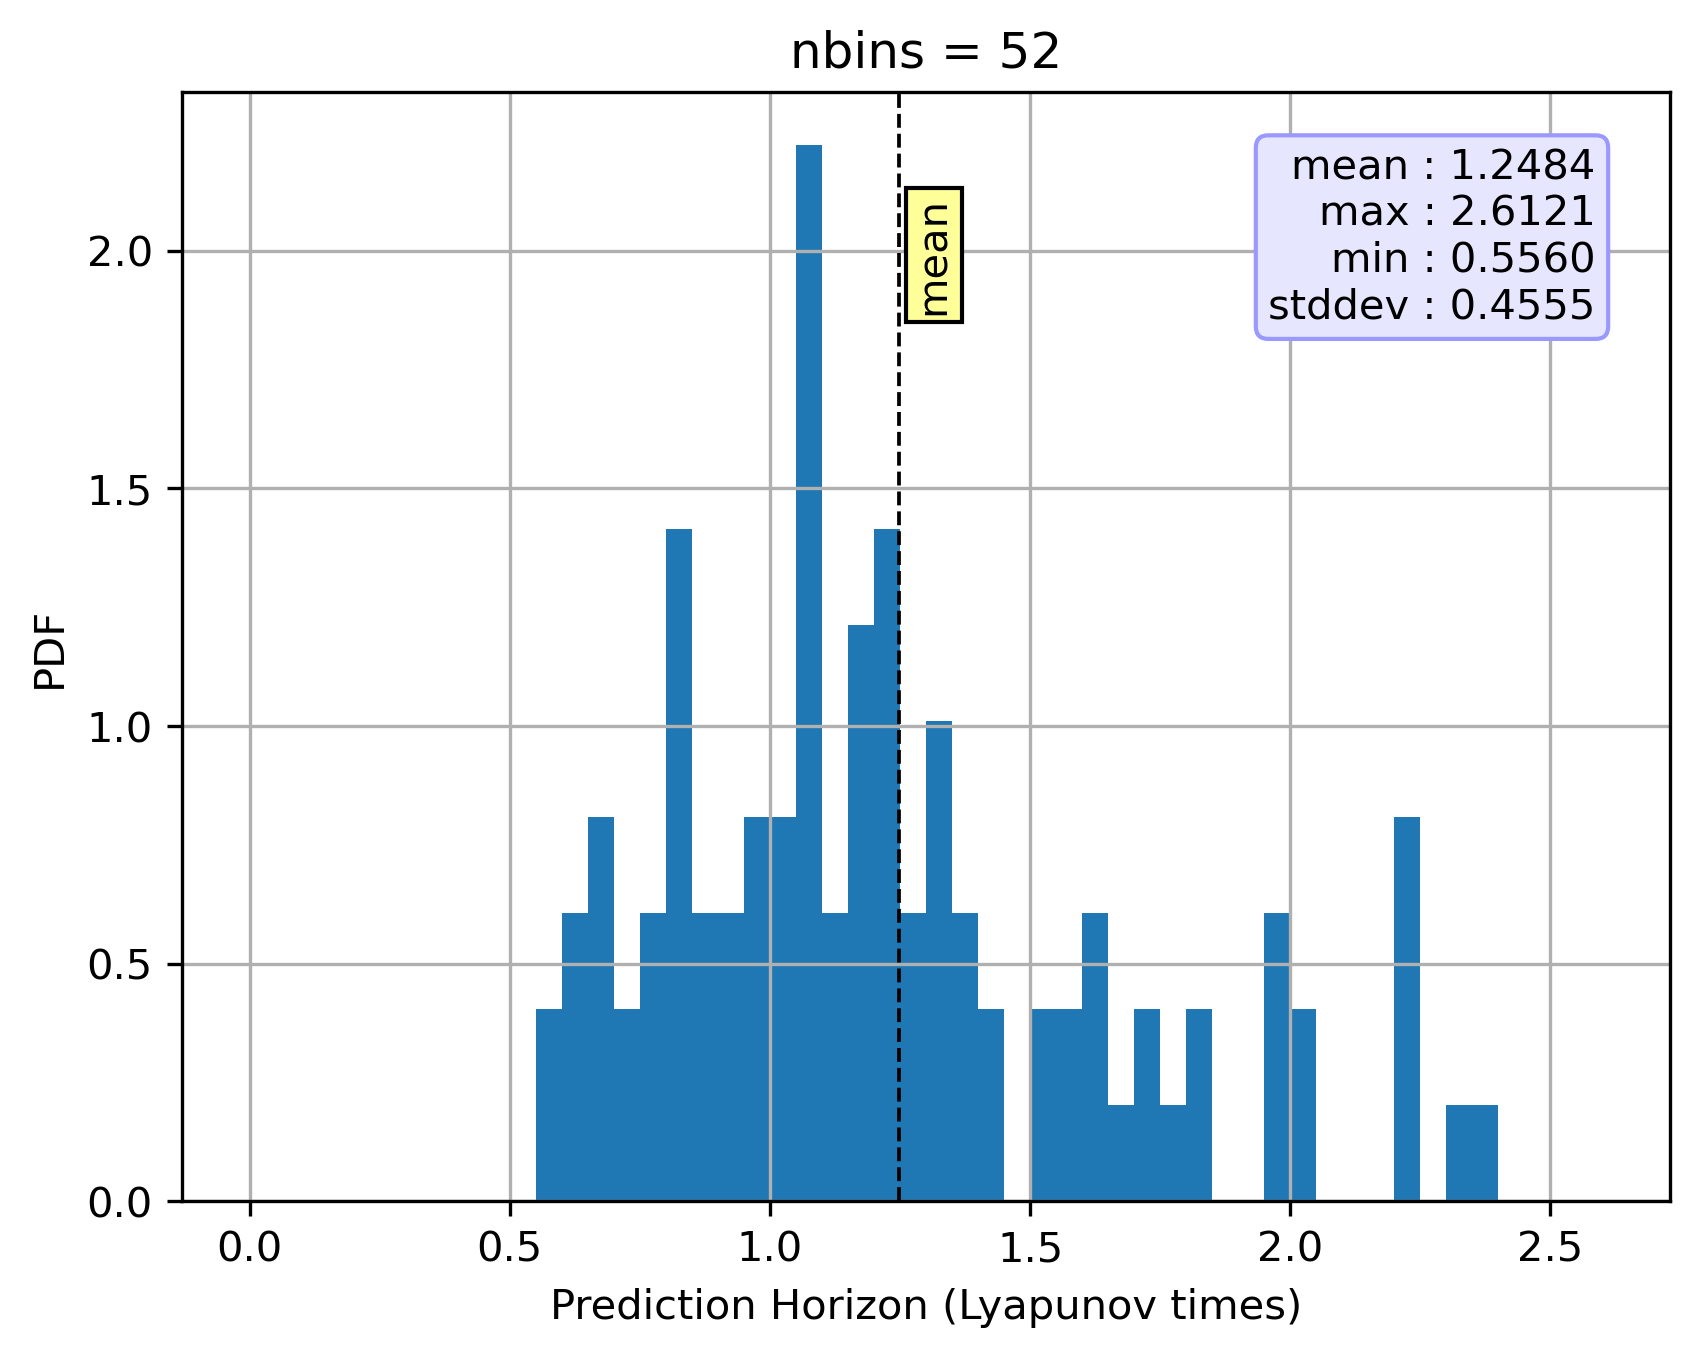 nbins = 52
mean : 1.2484
max : 2.6121
min : 0.5560
stddev : 0.4555
mean
PDF
2.0
1.5
1.0
0.5
0.0
0.0 0.5 1.0 1.5 2.0 2.5
Prediction Horizon (Lyapunov times)